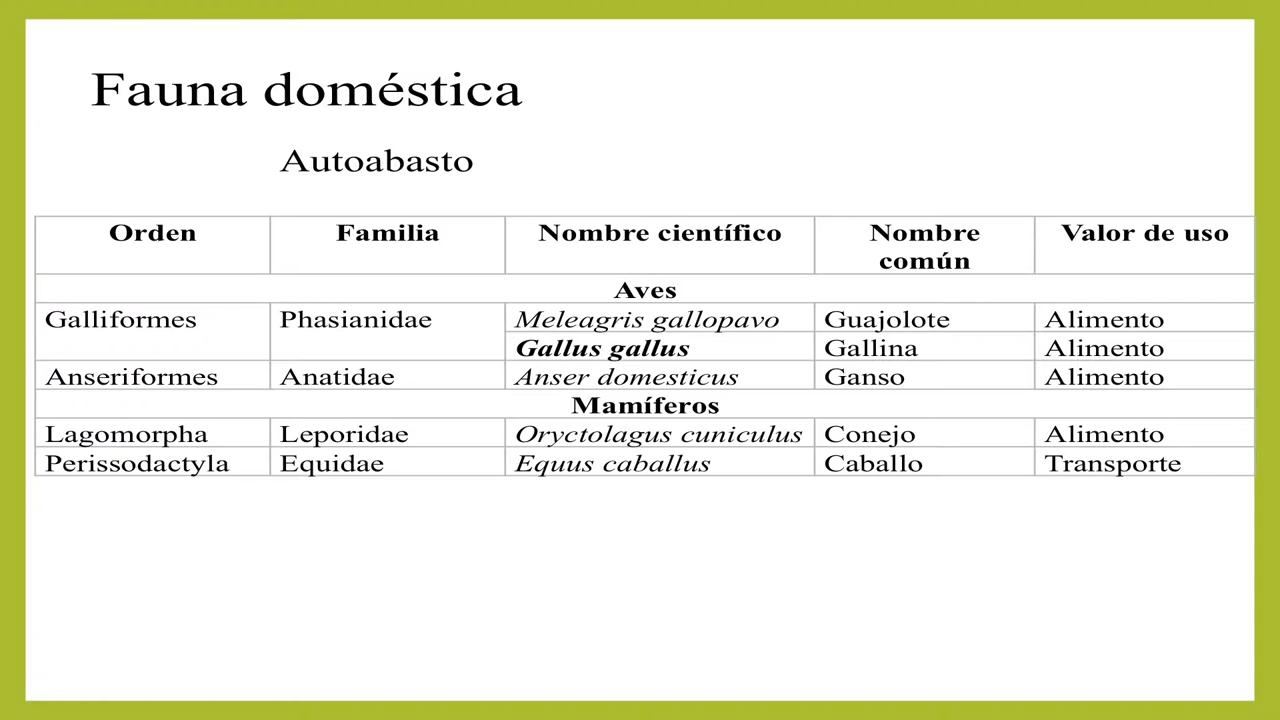 Fauna doméstica
Autoabasto
Orden Familia Nombre científico Nombre común Valor de uso
Aves
Galliformes Phasianidae Meleagris gallopavo Guajolote Alimento
Gallus gallus Gallina Alimento
Anseriformes Anatidae Anser domesticus Ganso Alimento
Mamíferos
Lagomorpha Leporidae Oryctolagus cuniculus Conejo Alimento
Perissodactyla Equidae Equus caballus Caballo Transporte